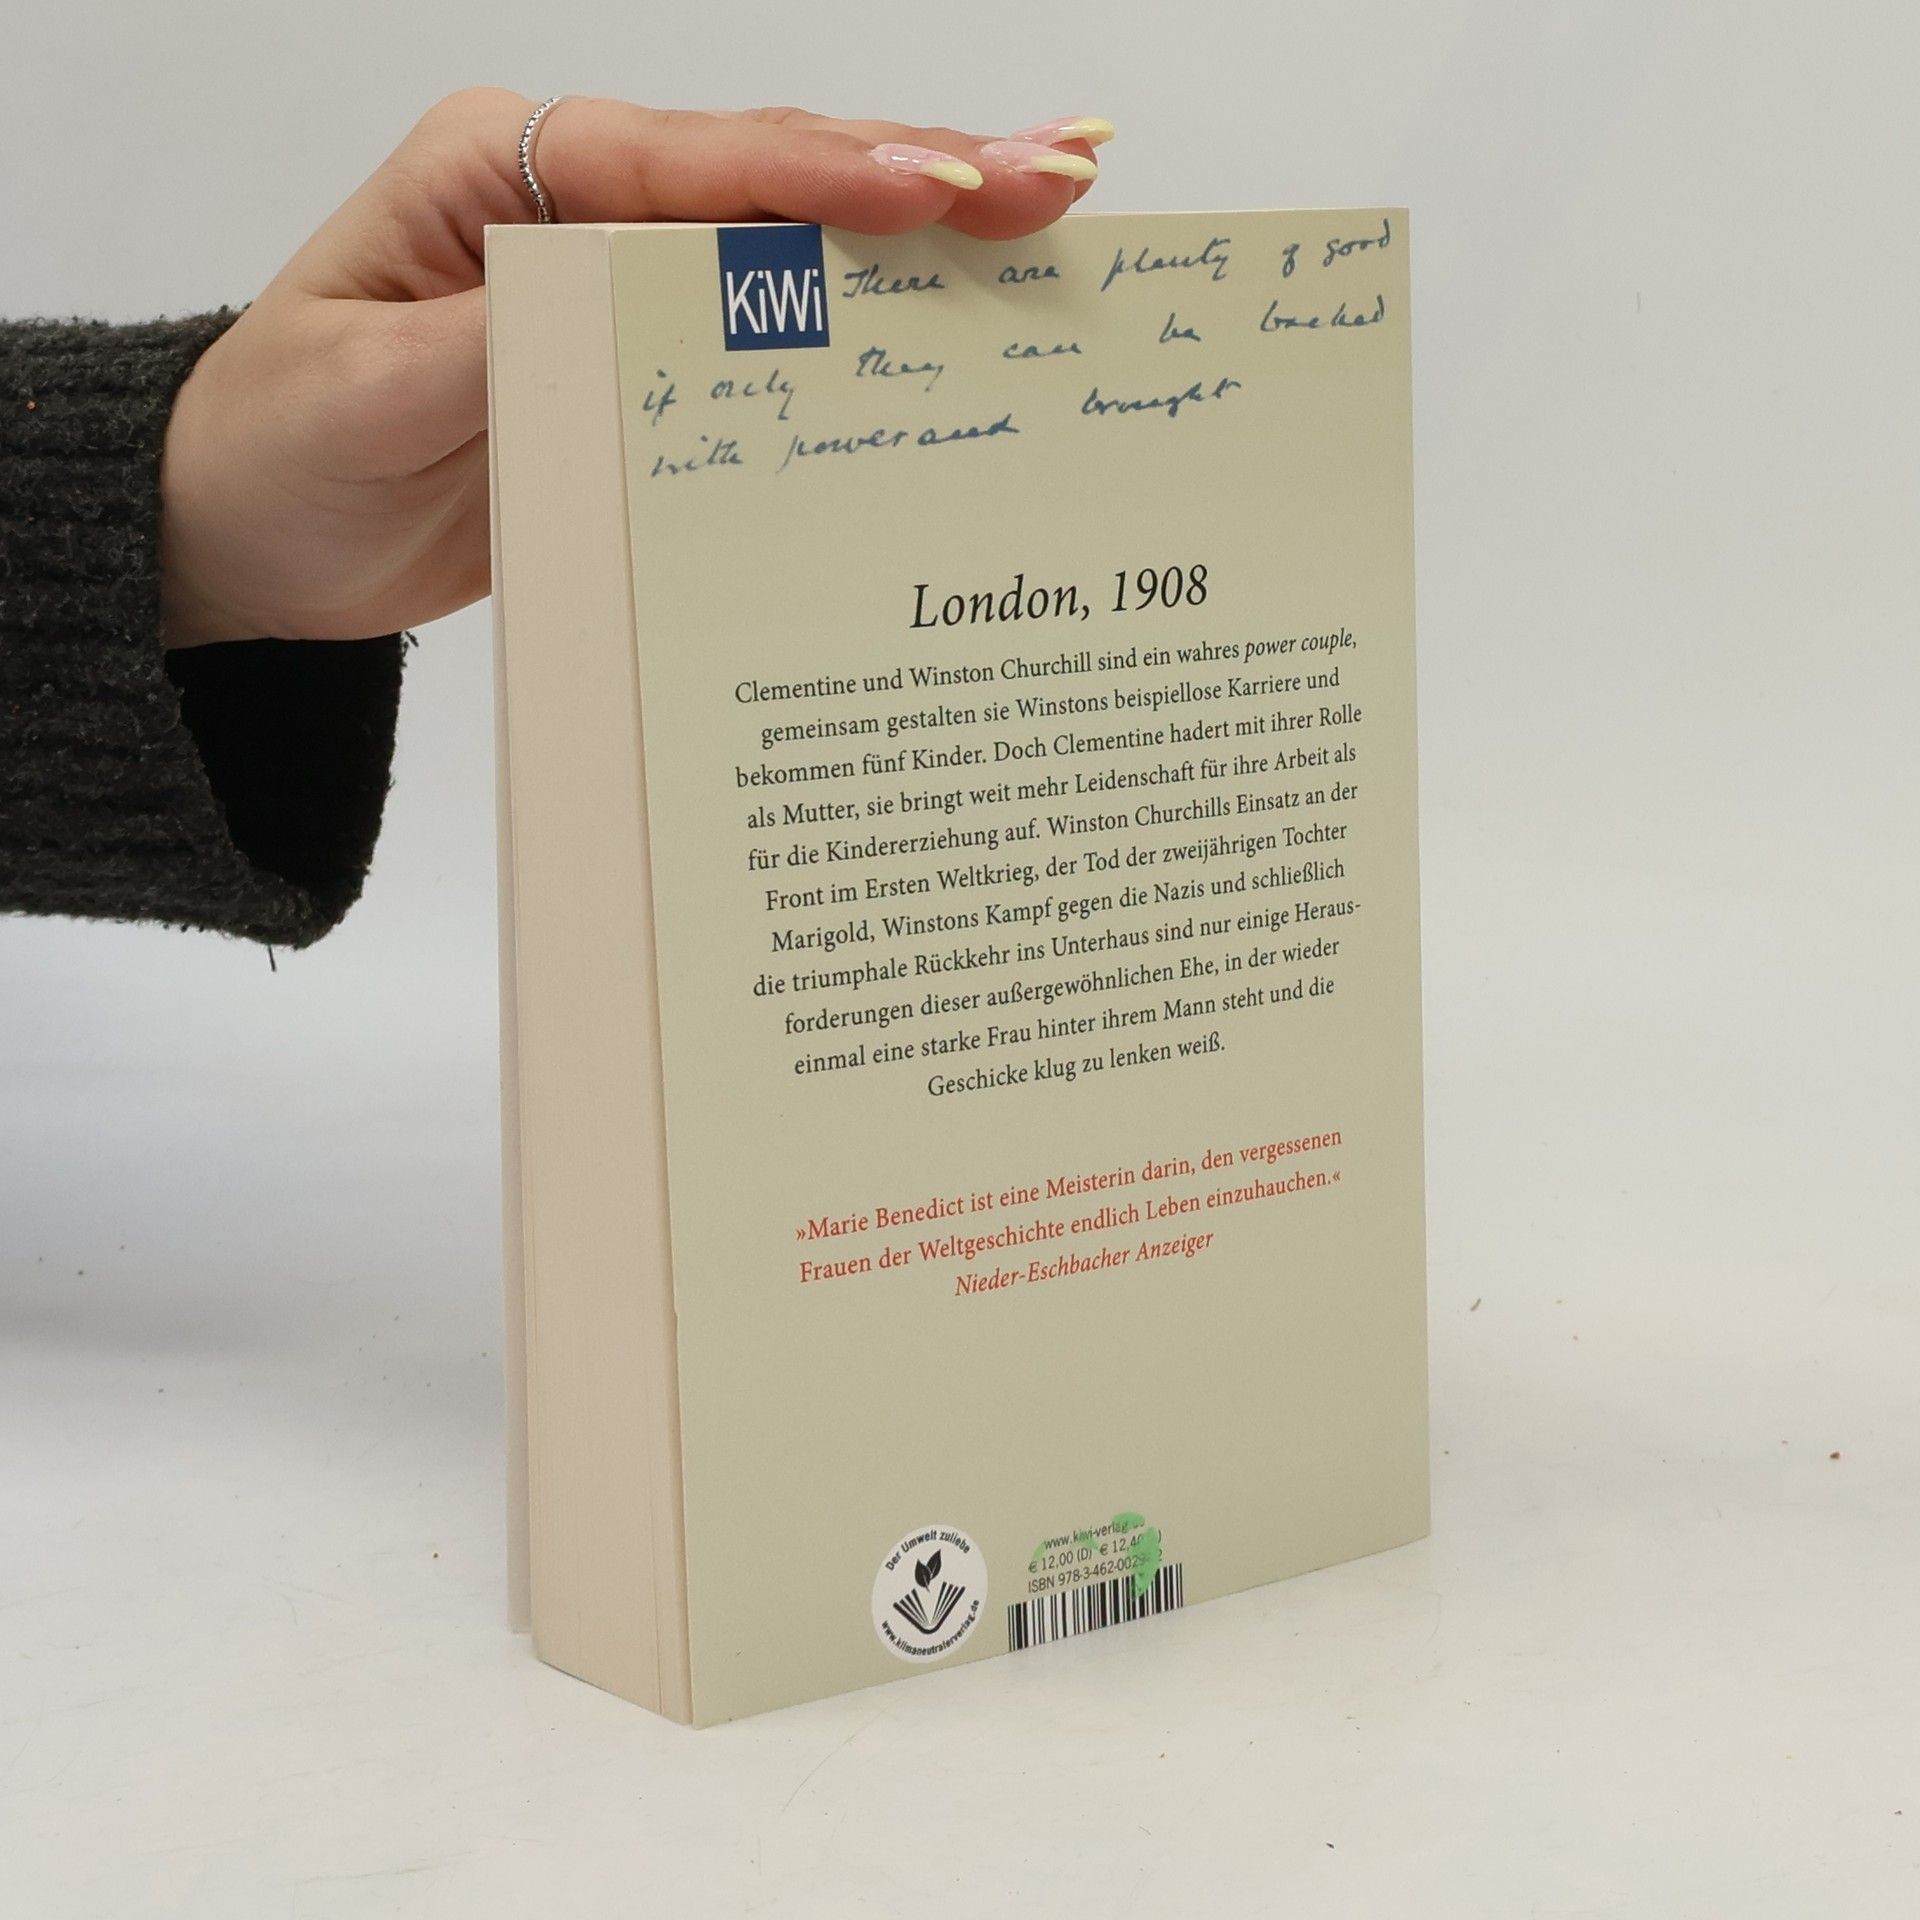 KiWi
There are plenty of good
if only they can be backed
with power and brought
London, 1908
Clementine und Winston Churchill sind ein wahres power couple,
gemeinsam gestalten sie Winstons beispiellose Karriere und
bekommen fünf Kinder. Doch Clementine hadert mit ihrer Rolle
als Mutter, sie bringt weit mehr Leidenschaft für ihre Arbeit als
für die Kindererziehung auf. Winston Churchills Einsatz an der
Front im Ersten Weltkrieg, der Tod der zweijährigen Tochter
Marigold, Winstons Kampf gegen die Nazis und schließlich
die triumphale Rückkehr ins Unterhaus sind nur einige Heraus-
forderungen dieser außergewöhnlichen Ehe, in der wieder
einmal eine starke Frau hinter ihrem Mann steht und die
Geschicke klug zu lenken weiß.
»Marie Benedict ist eine Meisterin darin, den vergessenen
Frauen der Weltgeschichte endlich Leben einzuhauchen.«
Nieder-Eschbacher Anzeiger
Der Umwelt zuliebe
www.klimaneutralerverlag.de
www.kiwi-verlag
€ 12,00 (D) €
ISBN